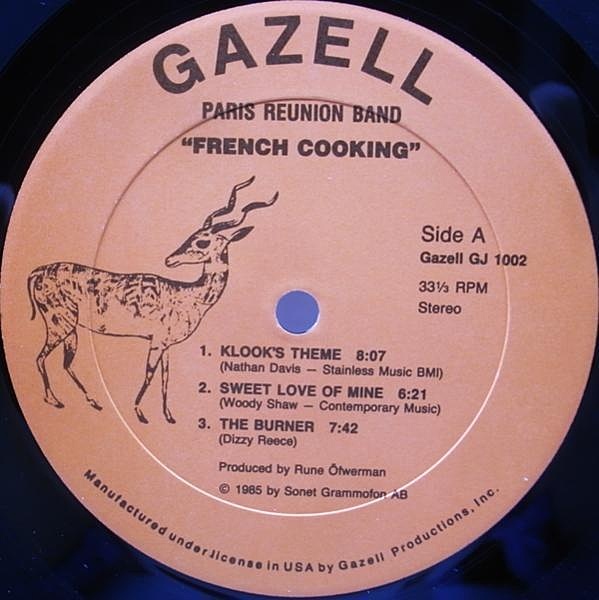 GAZELL
PARIS REUNION BAND
"FRENCH COOKING"
Side A
Gazell GJ 1002
33⅓ RPM
Stereo
1. KLOOK'S THEME 8:07
(Nathan Davis — Stainless Music BMI)
2. SWEET LOVE OF MINE 6:21
(Woody Shaw — Contemporary Music)
3. THE BURNER 7:42
(Dizzy Reece)
Produced by Rune Öfwerman
© 1985 by Sonet Grammofon AB
Manufactured under license in USA by Gazell Productions, Inc.